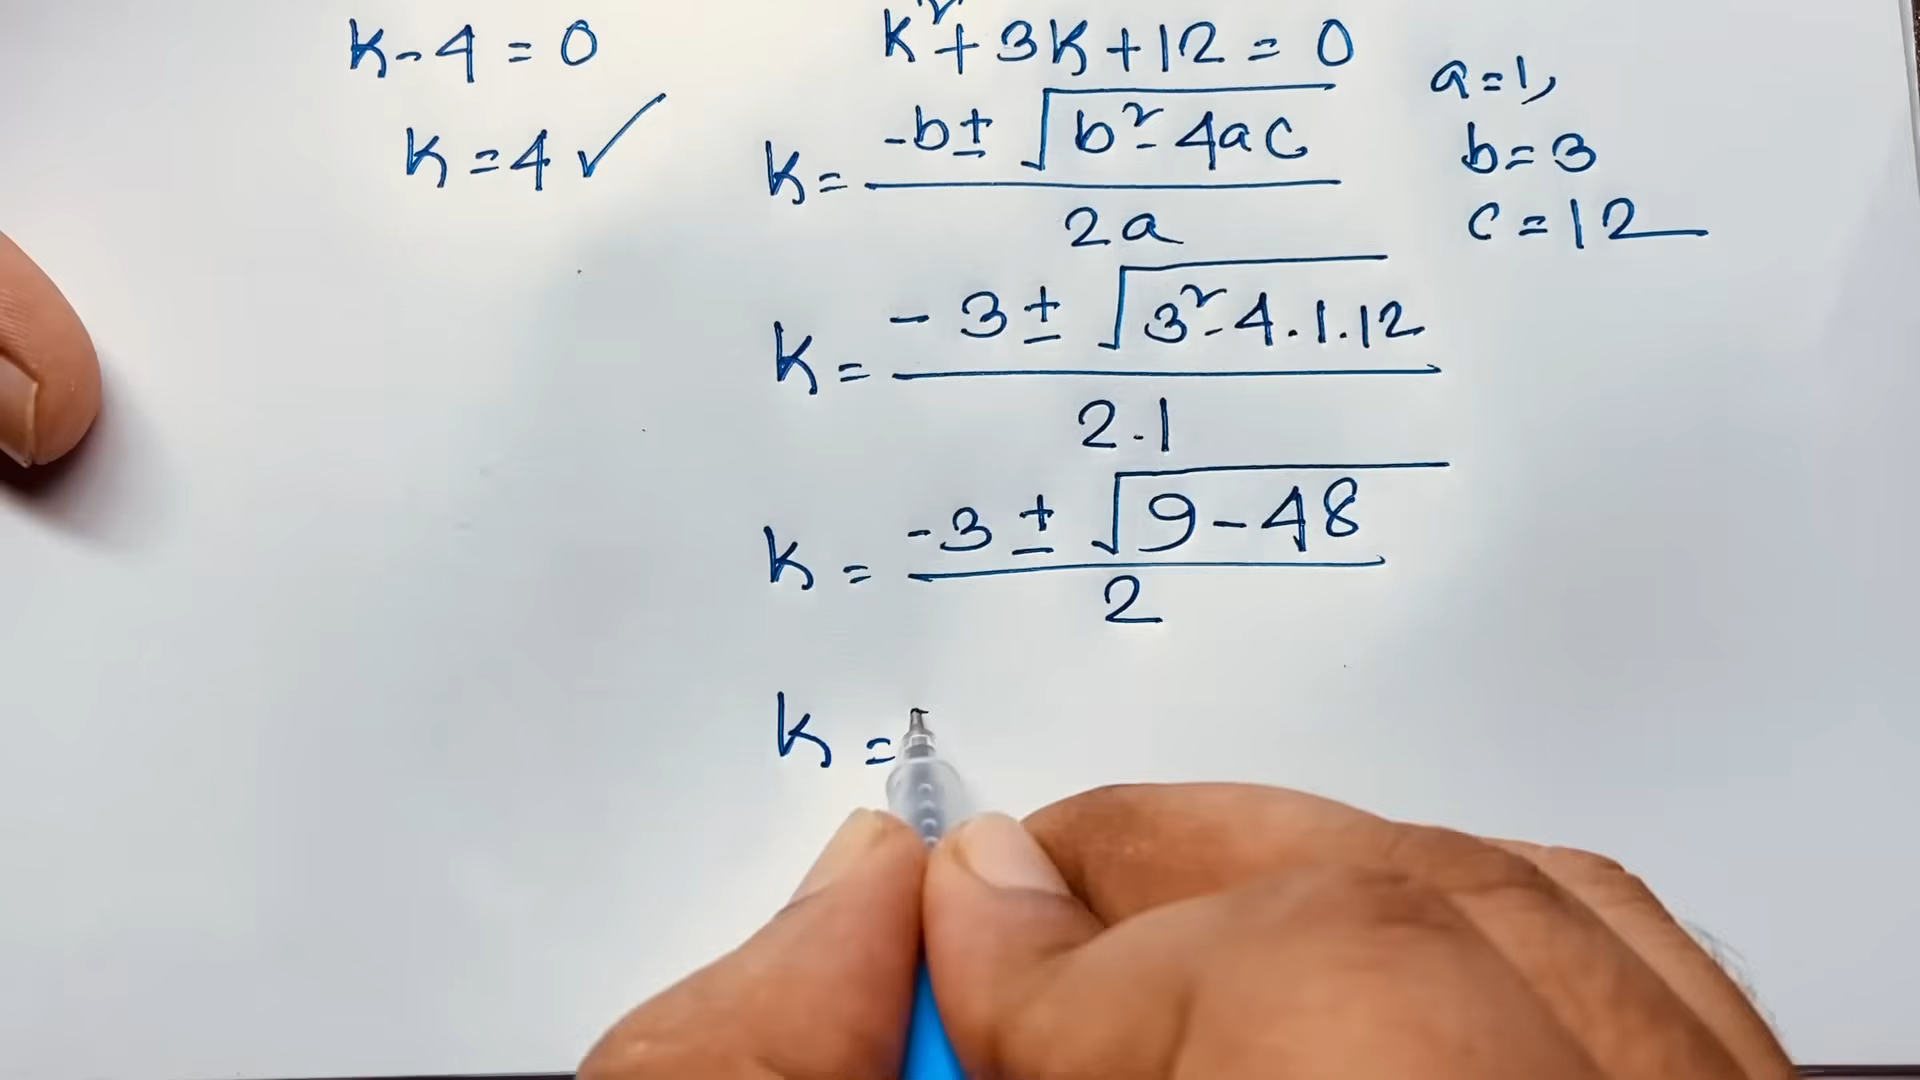 k-4=0
k=4✓
k²+3k+12=0
k= -b±√b²-4ac / 2a
a=1,
b=3
c=12
k= -3±√3²-4.1.12 / 2.1
k= -3±√9-48 / 2
k=